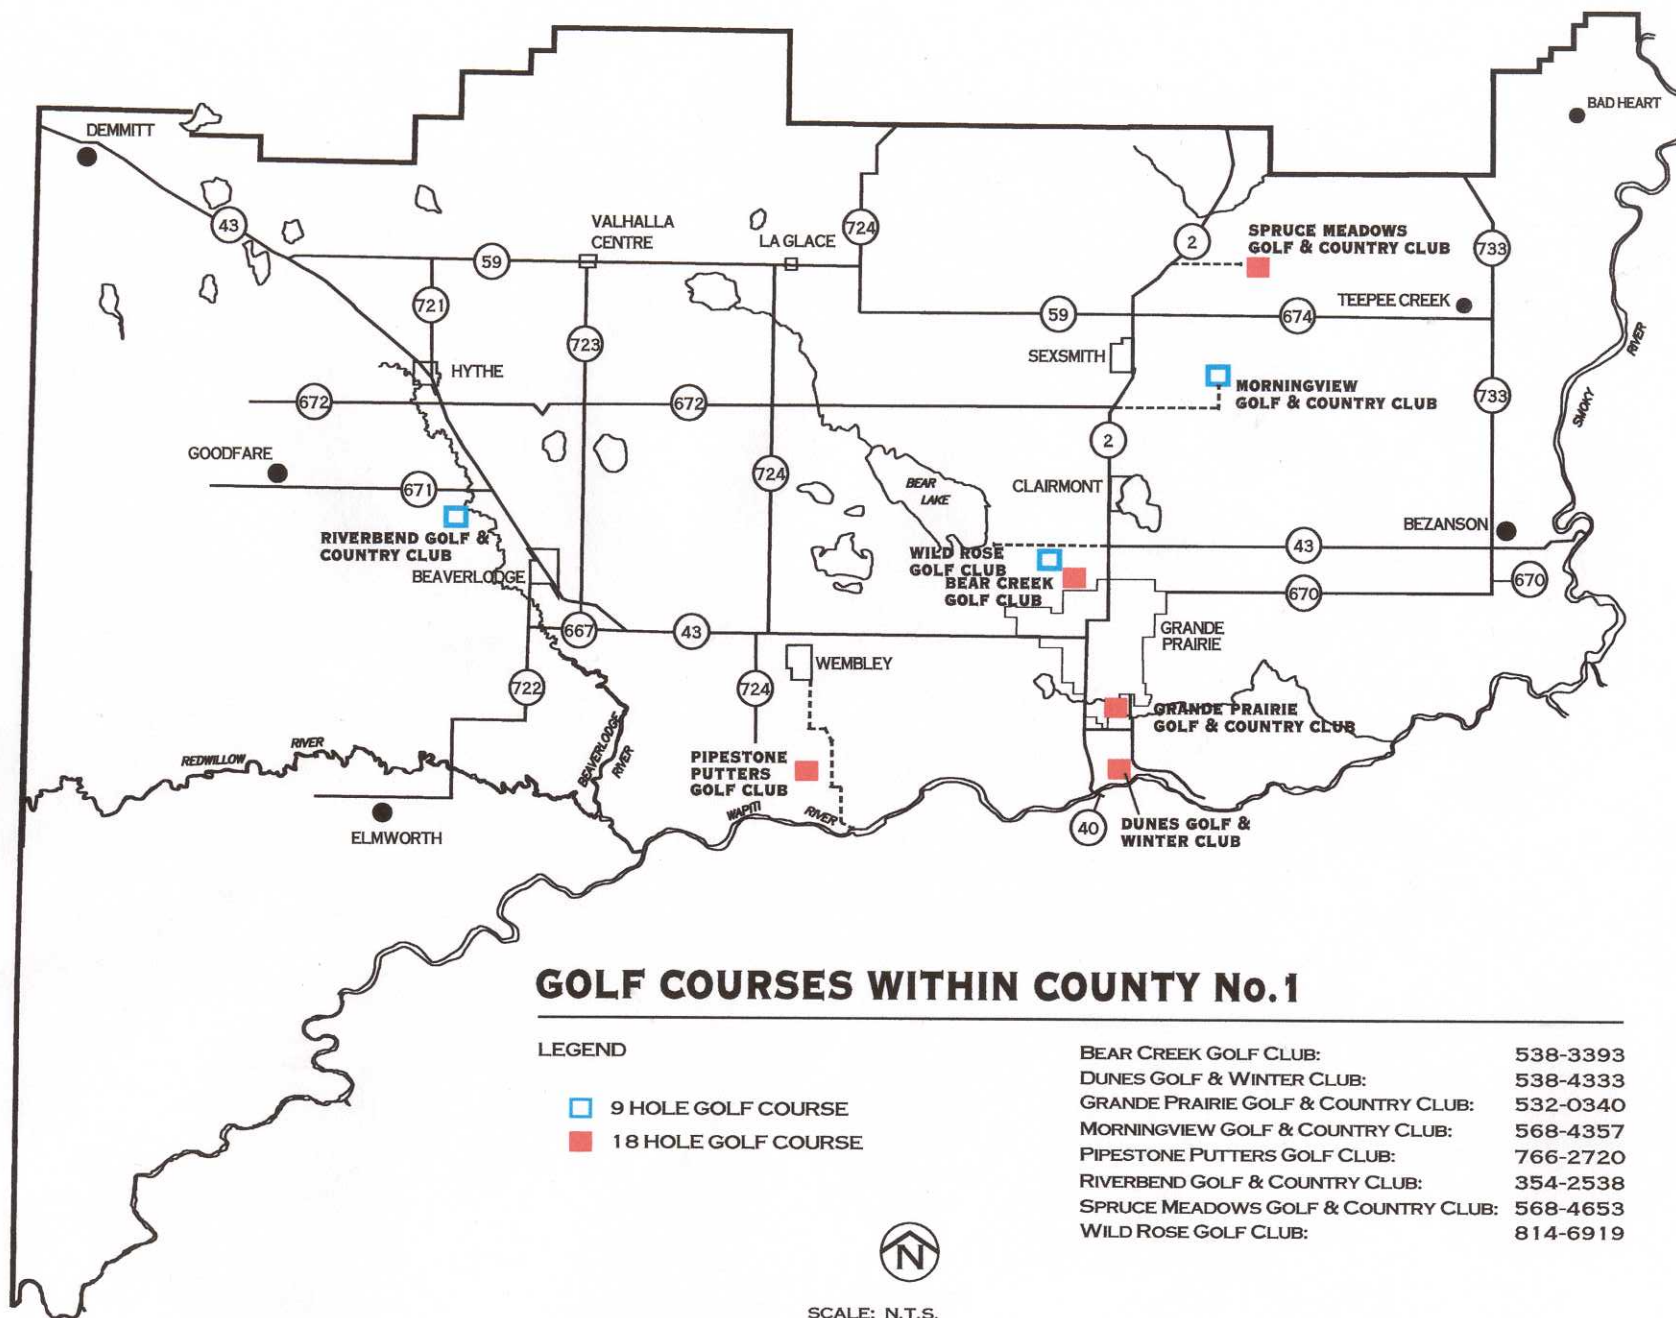 BAD HEART
DEMMITT
43
VALHALLA
CENTRE
LA GLACE
724
2
SPRUCE MEADOWS
GOLF & COUNTRY CLUB
733
59
721
TEEPEE CREEK
59
674
723
SEXSMITH
RIVER
HYTHE
MORNINGVIEW
GOLF & COUNTRY CLUB
672
672
733
SMOKY
2
GOODFARE
724
671
BEAR
LAKE
CLAIRMONT
BEZANSON
RIVERBEND GOLF &
COUNTRY CLUB
43
WILD ROSE
GOLF CLUB
BEAVERLODGE
BEAR CREEK
GOLF CLUB
670
670
667
43
GRANDE
PRAIRIE
WEMBLEY
722
724
GRANDE PRAIRIE
GOLF & COUNTRY CLUB
BEAVERLODGE
RIVER
REDWILLOW
RIVER
PIPESTONE
PUTTERS
GOLF CLUB
WAPITI
RIVER
40
DUNES GOLF &
WINTER CLUB
ELMWORTH
GOLF COURSES WITHIN COUNTY No.1
LEGEND
9 HOLE GOLF COURSE
18 HOLE GOLF COURSE
BEAR CREEK GOLF CLUB: 538-3393
DUNES GOLF & WINTER CLUB: 538-4333
GRANDE PRAIRIE GOLF & COUNTRY CLUB: 532-0340
MORNINGVIEW GOLF & COUNTRY CLUB: 568-4357
PIPESTONE PUTTERS GOLF CLUB: 766-2720
RIVERBEND GOLF & COUNTRY CLUB: 354-2538
SPRUCE MEADOWS GOLF & COUNTRY CLUB: 568-4653
WILD ROSE GOLF CLUB: 814-6919
N
SCALE: N.T.S.